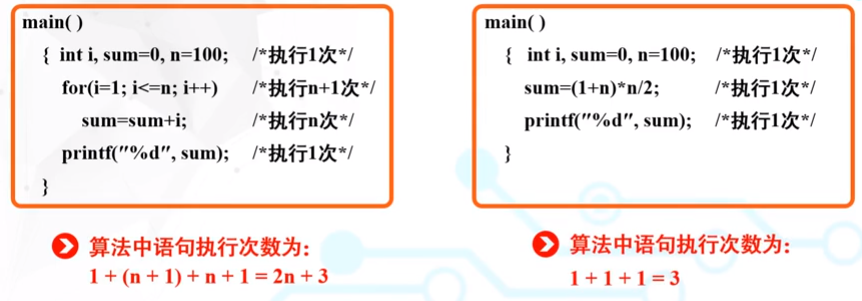 main( )
{ int i, sum=0, n=100; /*执行1次*/
for(i=1; i<=n; i++) /*执行n+1次*/
sum=sum+i; /*执行n次*/
printf("%d", sum); /*执行1次*/
}
算法中语句执行次数为:
1 + (n + 1) + n + 1 = 2n + 3
main( )
{ int i, sum=0, n=100; /*执行1次*/
sum=(1+n)*n/2; /*执行1次*/
printf("%d", sum); /*执行1次*/
}
算法中语句执行次数为:
1 + 1 + 1 = 3